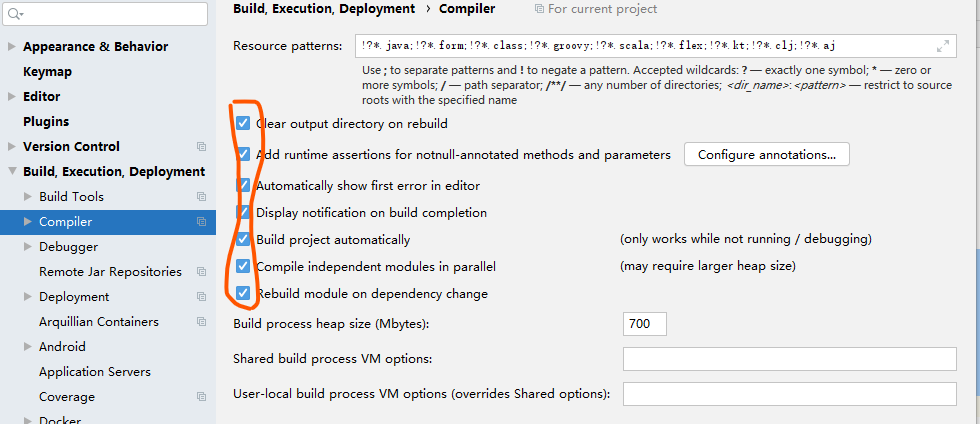 Build, Execution, Deployment › Compiler For current project
Appearance & Behavior
Keymap
Editor
Plugins
Version Control
Build, Execution, Deployment
Build Tools
Compiler
Debugger
Remote Jar Repositories
Deployment
Arquillian Containers
Android
Application Servers
Coverage
Docker
Resource patterns: !?*.java;!?*.form;!?*.class;!?*.groovy;!?*.scala;!?*.flex;!?*.kt;!?*.clj;!?*.aj
Use ; to separate patterns and ! to negate a pattern. Accepted wildcards: ? — exactly one symbol; * — zero or
more symbols; / — path separator; /**/ — any number of directories; <dir_name>:<pattern> — restrict to source
roots with the specified name
Clear output directory on rebuild
Add runtime assertions for notnull-annotated methods and parameters Configure annotations...
Automatically show first error in editor
Display notification on build completion
Build project automatically (only works while not running / debugging)
Compile independent modules in parallel (may require larger heap size)
Rebuild module on dependency change
Build process heap size (Mbytes): 700
Shared build process VM options:
User-local build process VM options (overrides Shared options):